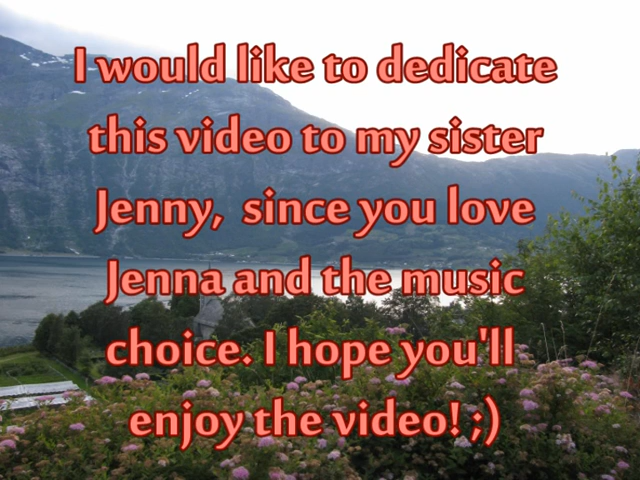 I would like to dedicate
this video to my sister
Jenny,  since you love
Jenna and the music
choice. I hope you'll
enjoy the video! ;)